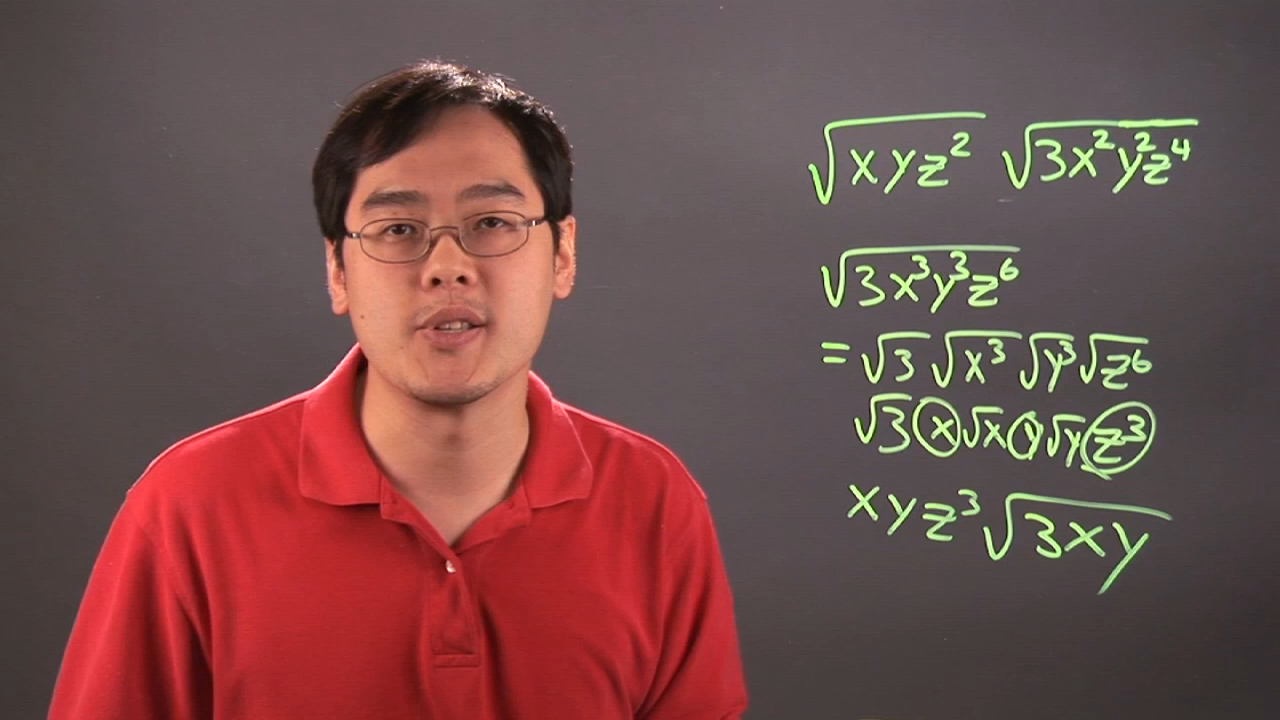 √(xyz²) √(3x²y²z⁴)
√(3x³y³z⁶)
= √3 √(x³) √(y³) √(z⁶)
√3 x √x y √y z³
xyz³√(3xy)